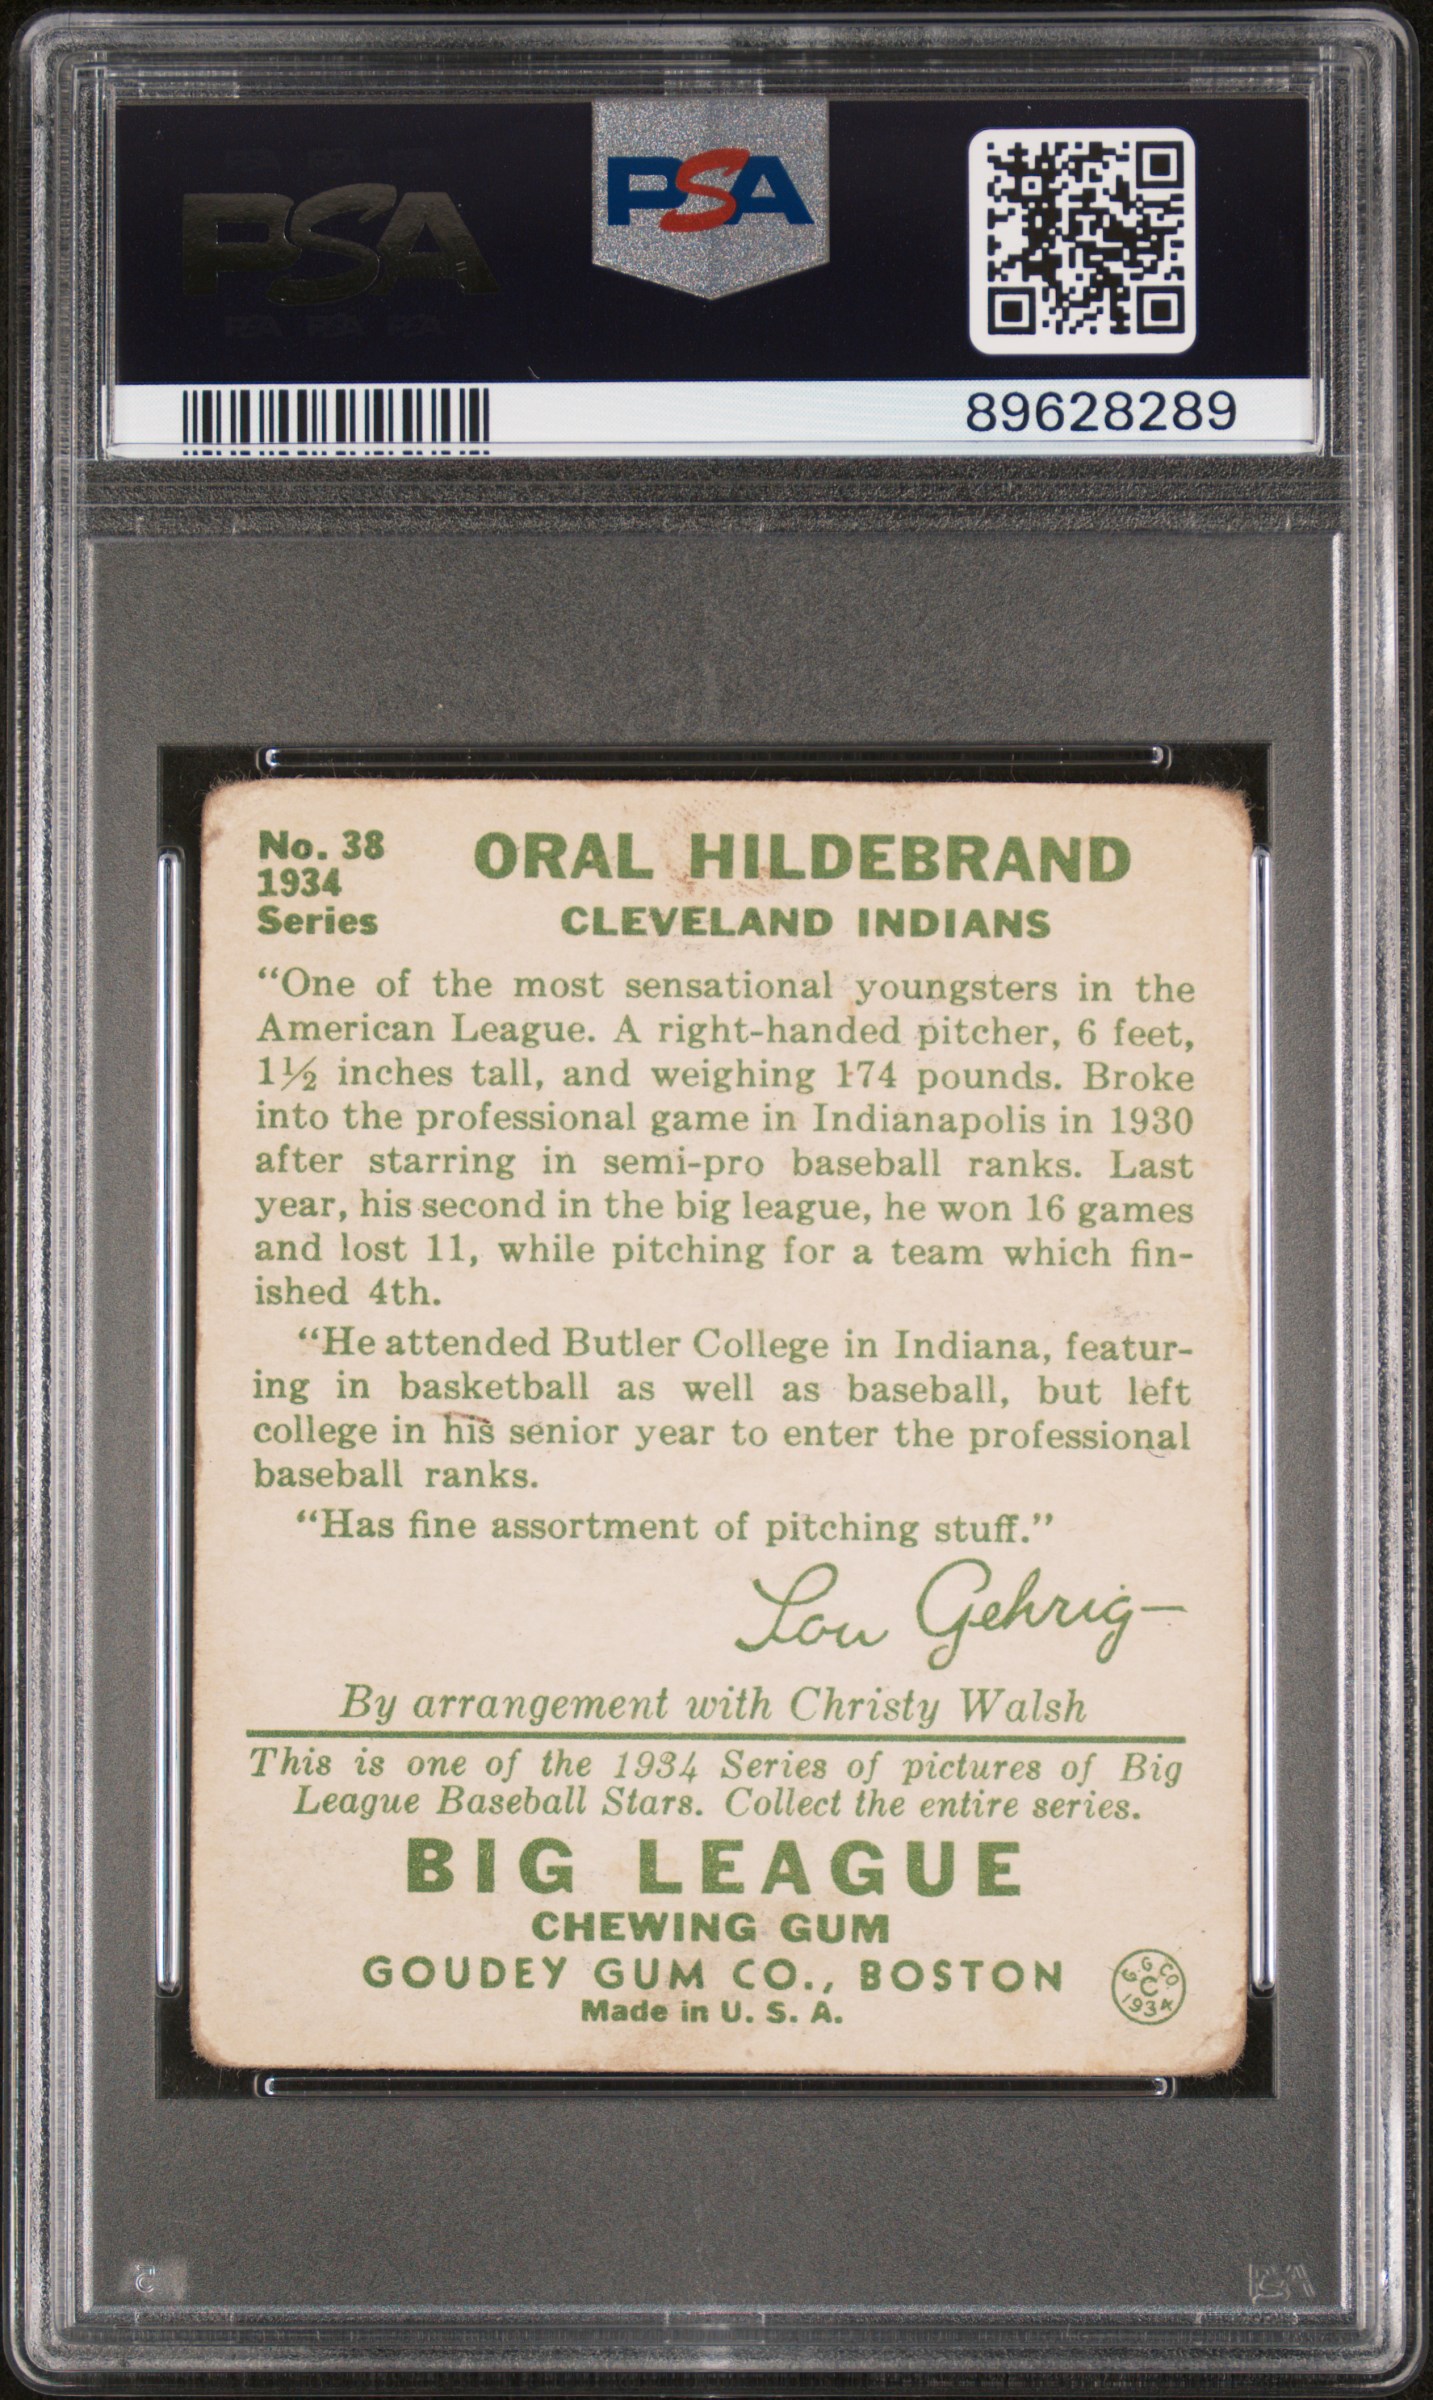 PSA
PSA
89628289
No. 38
1934
Series
ORAL HILDEBRAND
CLEVELAND INDIANS
“One of the most sensational youngsters in the
American League. A right-handed pitcher, 6 feet,
1½ inches tall, and weighing 174 pounds. Broke
into the professional game in Indianapolis in 1930
after starring in semi-pro baseball ranks. Last
year, his second in the big league, he won 16 games
and lost 11, while pitching for a team which fin-
ished 4th.
“He attended Butler College in Indiana, featur-
ing in basketball as well as baseball, but left
college in his senior year to enter the professional
baseball ranks.
“Has fine assortment of pitching stuff.”
Lou Gehrig
By arrangement with Christy Walsh
This is one of the 1934 Series of pictures of Big
League Baseball Stars. Collect the entire series.
BIG LEAGUE
CHEWING GUM
GOUDEY GUM CO., BOSTON
Made in U. S. A.
G. G. CO.
C
1934